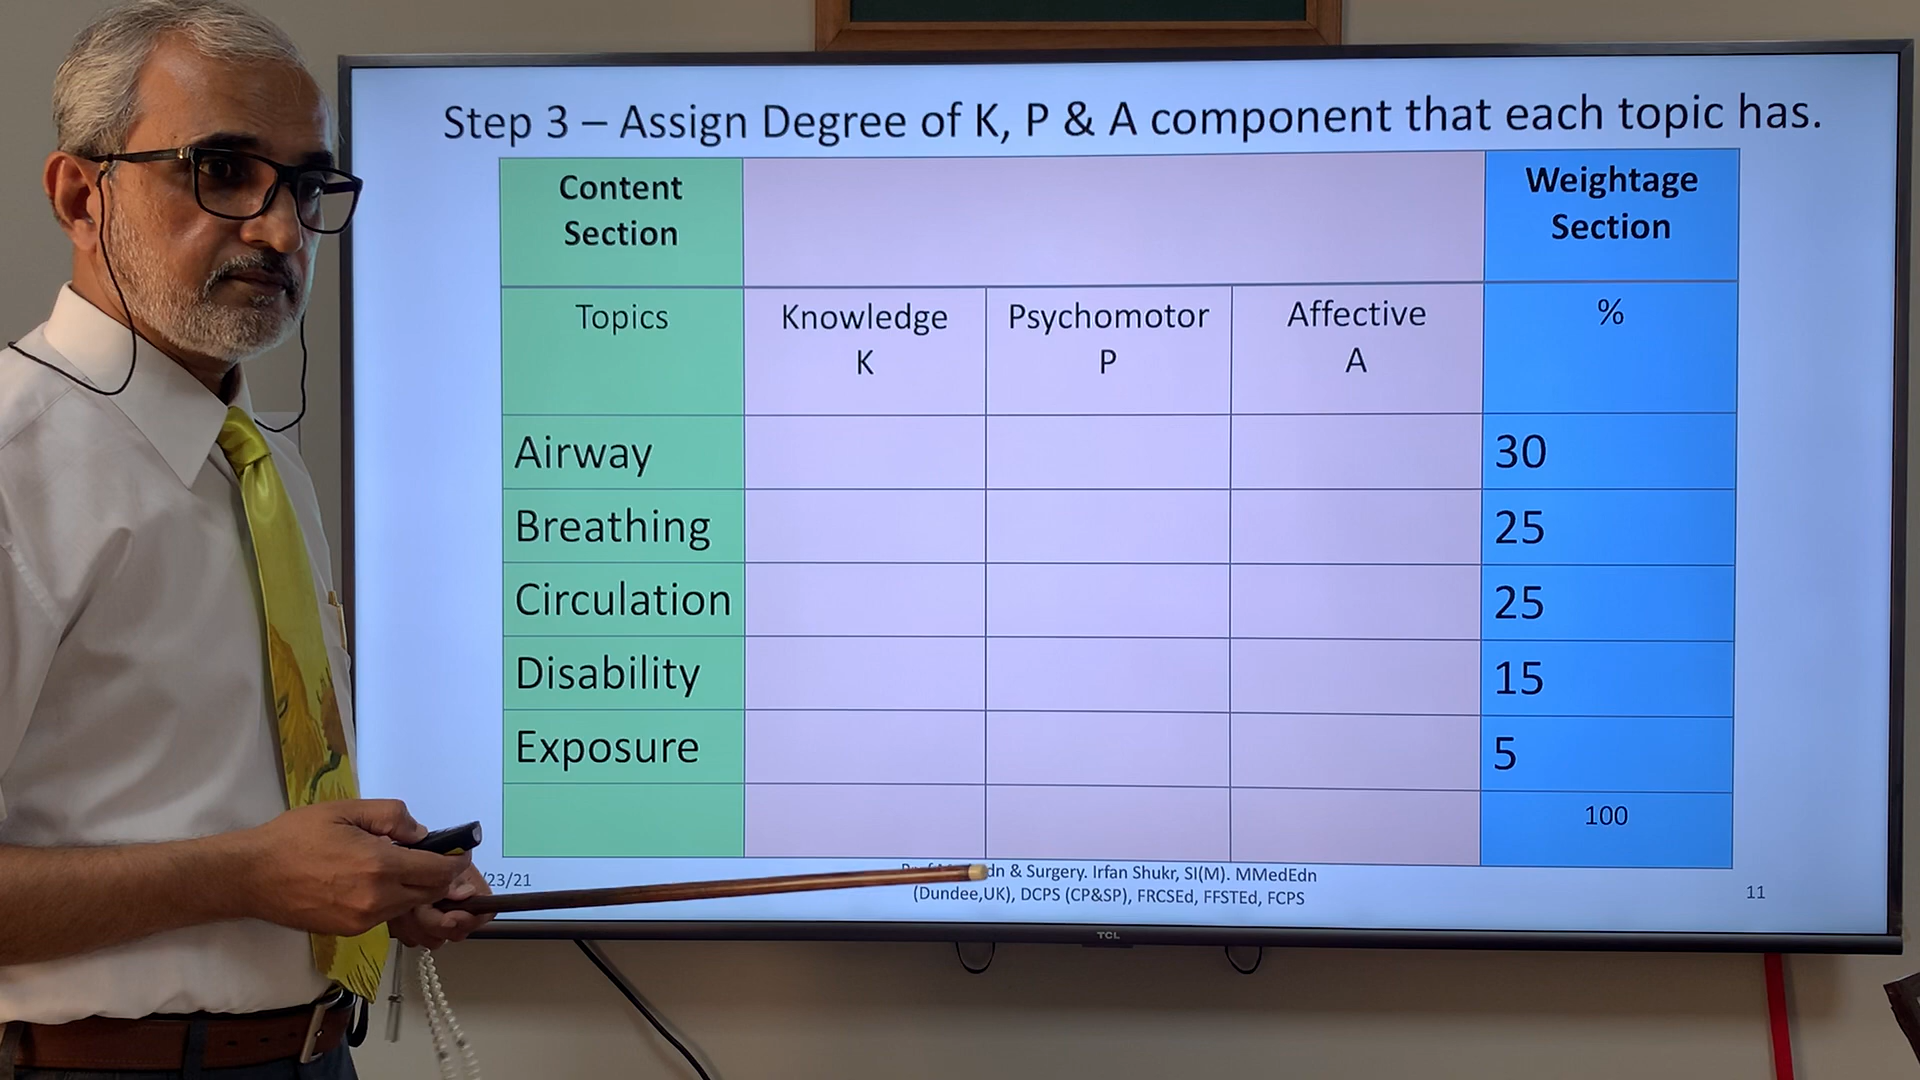 Step 3 – Assign Degree of K, P & A component that each topic has.
Content
Section
Weightage
Section
Topics
Knowledge
K
Psychomotor
P
Affective
A
%
Airway
30
Breathing
25
Circulation
25
Disability
15
Exposure
5
100
/23/21
& Surgery. Irfan Shukr, SI(M). MMedEdn
(Dundee,UK), DCPS (CP&SP), FRCSEd, FFSTEd, FCPS
11
TCL